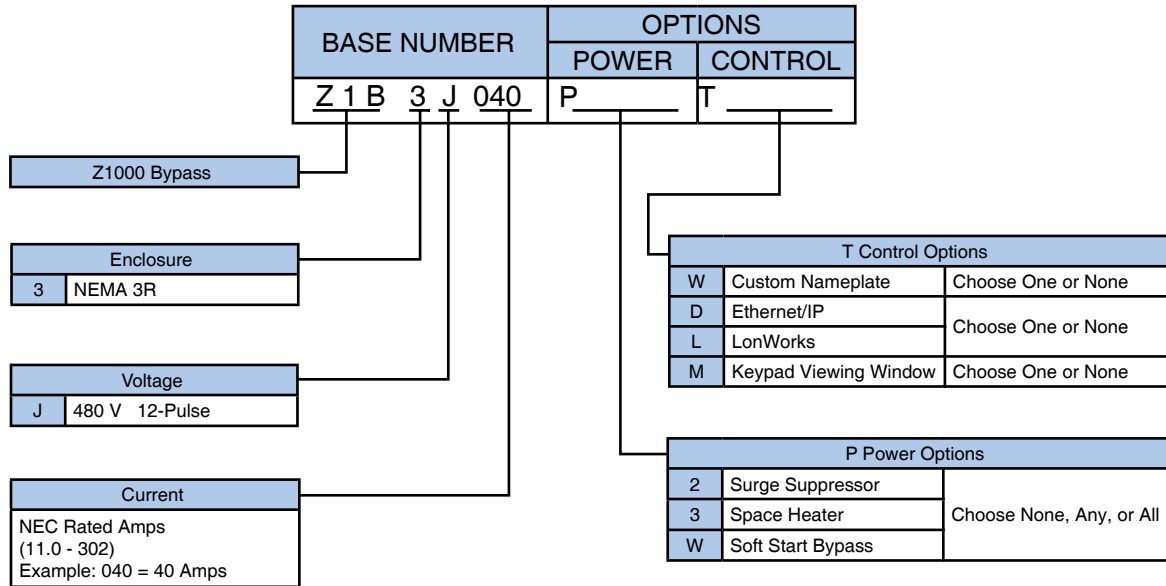 BASE NUMBER
OPTIONS
POWER CONTROL
Z 1 B 3 J 040 P T
Z1000 Bypass
Enclosure
3 NEMA 3R
Voltage
J 480 V 12-Pulse
Current
NEC Rated Amps
(11.0 - 302)
Example: 040 = 40 Amps
T Control Options
W Custom Nameplate Choose One or None
D Ethernet/IP
Choose One or None
L LonWorks
M Keypad Viewing Window Choose One or None
P Power Options
2 Surge Suppressor
3 Space Heater Choose None, Any, or All
W Soft Start Bypass